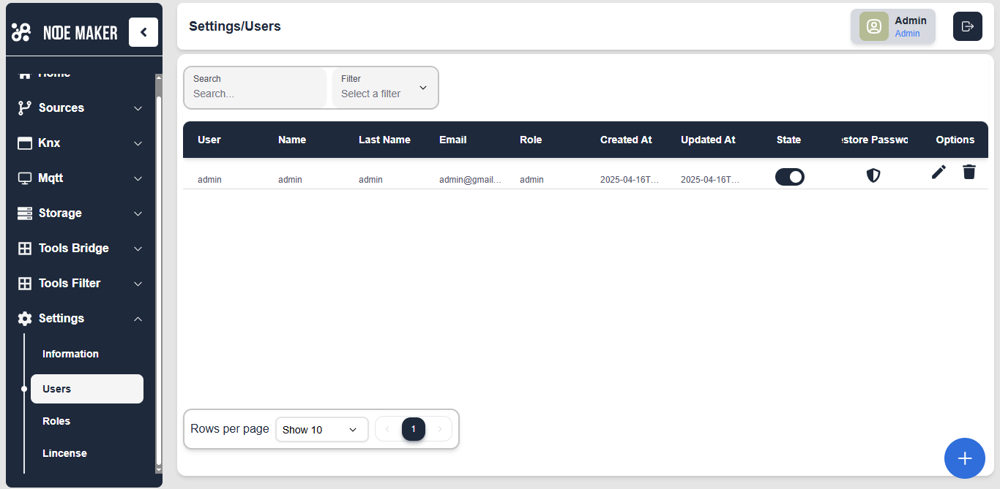 NODE MAKER
Home
Sources
Knx
Mqtt
Storage
Tools Bridge
Tools Filter
Settings
Information
Users
Roles
Lincense
Settings/Users
Admin
Admin
Search
Search...
Filter
Select a filter
User Name Last Name Email Role Created At Updated At State store Passwo Options
admin admin admin admin@gmail... admin 2025-04-16T... 2025-04-16T...
Rows per page Show 10 1